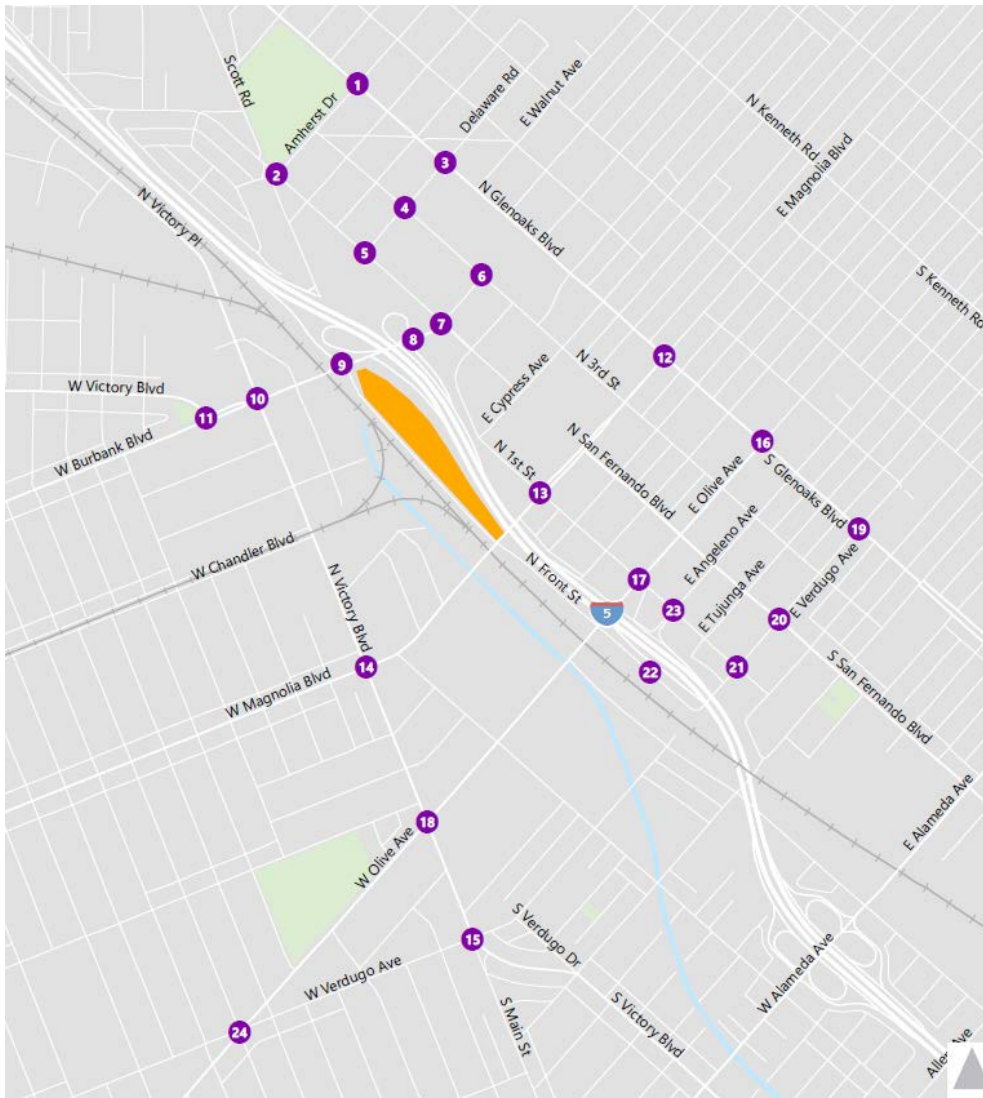 1
Scott Rd
Amherst Dr
Delaware Rd
E Walnut Ave
N Kenneth Rd
E Magnolia Blvd
2
3
N Glenoaks Blvd
4
N Victory Pl
5
6
S Kenneth Rd
7
8
9
12
E Cypress Ave
N 3rd St
W Victory Blvd
10
11
W Burbank Blvd
N 1st St
N San Fernando Blvd
E Olive Ave
16
S Glenoaks Blvd
13
19
W Chandler Blvd
N Victory Blvd
N Front St
E Angeleno Ave
17
5
23
E Tujunga Ave
E Verdugo Ave
20
14
W Magnolia Blvd
22
21
S San Fernando Blvd
18
W Olive Ave
E Alameda Ave
15
S Verdugo Dr
W Verdugo Ave
W Alameda Ave
S Main St
S Victory Blvd
24